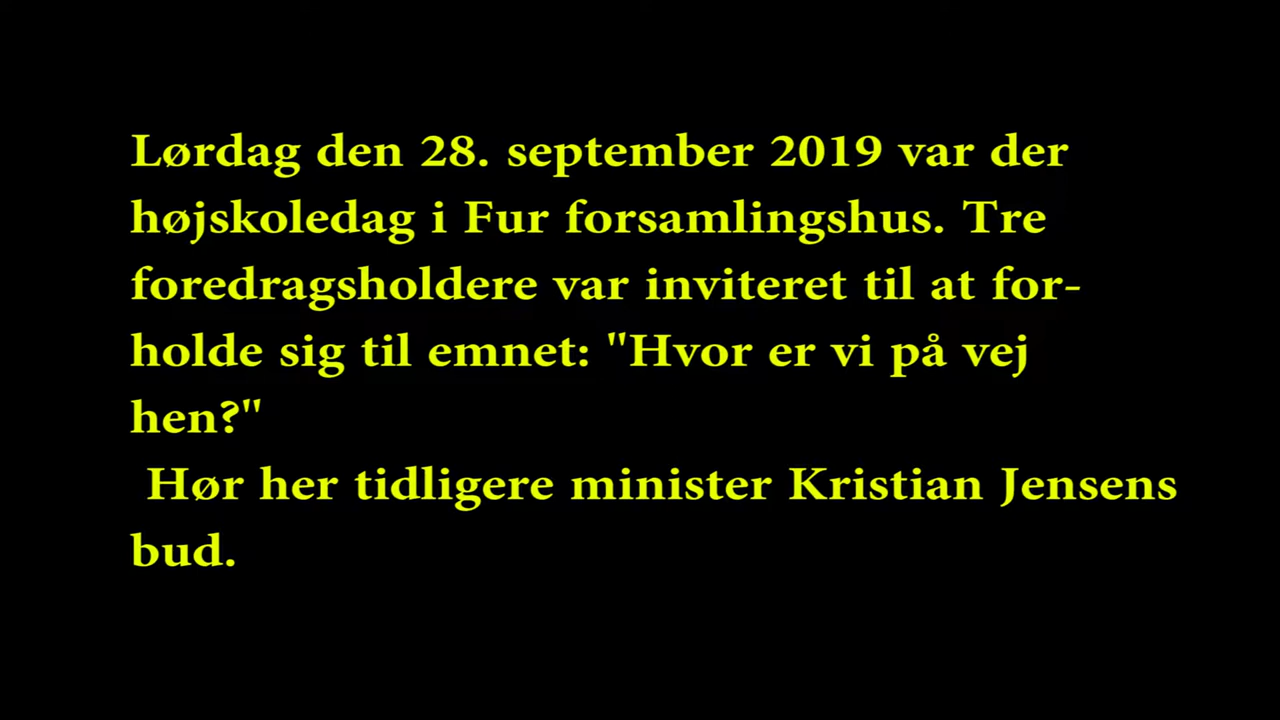 Lørdag den 28. september 2019 var der
højskoledag i Fur forsamlingshus. Tre
foredragsholdere var inviteret til at for-
holde sig til emnet: "Hvor er vi på vej
hen?"
Hør her tidligere minister Kristian Jensens
bud.